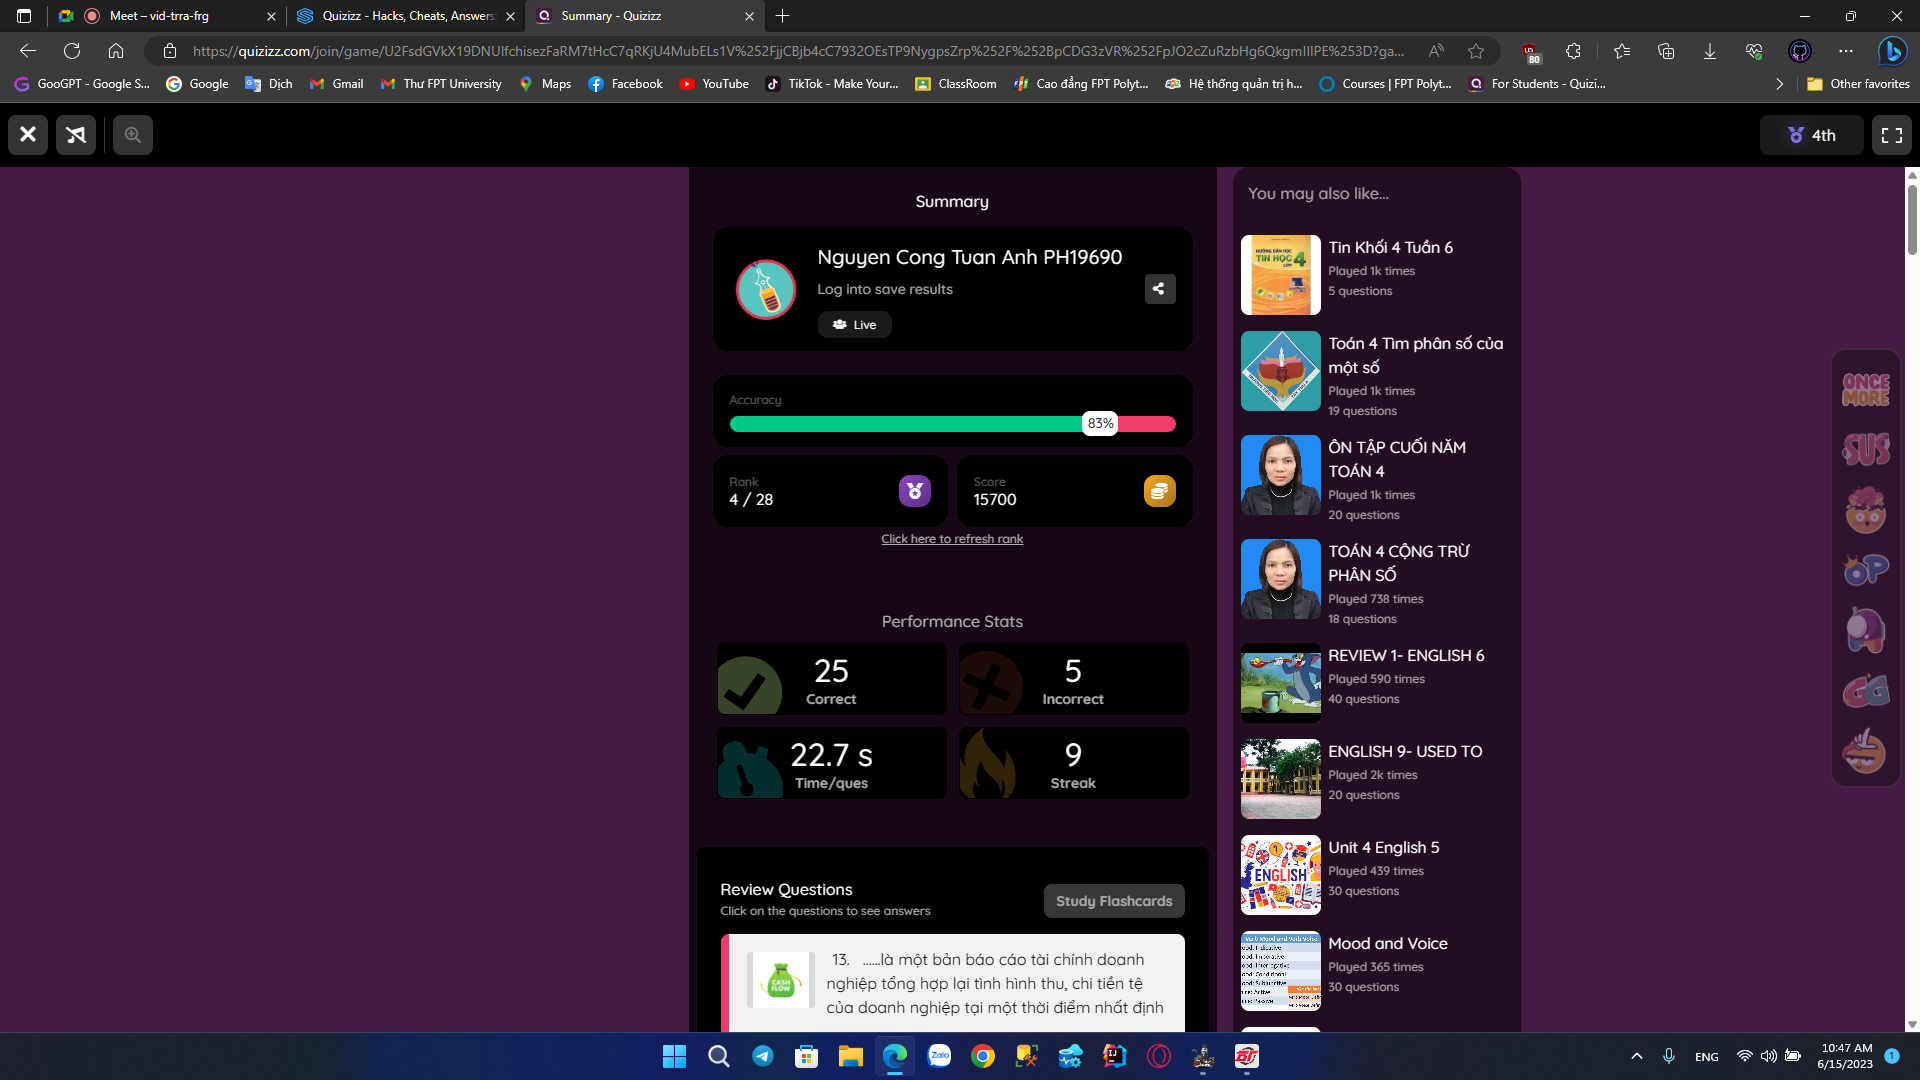 Meet – vid-trra-frg
Quizizz - Hacks, Cheats, Answers
Summary - Quizizz
https://quizizz.com/join/game/
Other favorites
GooGPT - Google S...
Google
Dịch
Gmail
Thư FPT University
Maps
Facebook
YouTube
TikTok - Make Your...
ClassRoom
Cao đẳng FPT Polyt...
Hệ thống quản trị h...
Courses | FPT Polyt...
For Students - Quizi...
80
4th
Summary
Nguyen Cong Tuan Anh PH19690
Log into save results
Live
Accuracy
83%
Rank
4 / 28
Score
15700
Click here to refresh rank
Performance Stats
25
Correct
5
Incorrect
22.7 s
Time/ques
9
Streak
Review Questions
Click on the questions to see answers
Study Flashcards
CASH
FLOW
13. ......là một bản báo cáo tài chính doanh
nghiệp tổng hợp lại tình hình thu, chi tiền tệ
của doanh nghiệp tại một thời điểm nhất định
You may also like...
Tin Khối 4 Tuần 6
Played 1k times
5 questions
Toán 4 Tìm phân số của
một số
Played 1k times
19 questions
ÔN TẬP CUỐI NĂM
TOÁN 4
Played 1k times
20 questions
TOÁN 4 CỘNG TRỪ
PHÂN SỐ
Played 738 times
18 questions
REVIEW 1- ENGLISH 6
Played 590 times
40 questions
ENGLISH 9- USED TO
Played 2k times
20 questions
Unit 4 English 5
Played 439 times
30 questions
ENGLISH
Mood and Voice
Played 365 times
30 questions
ONCE
MORE
SUS
OP
GG
Zalo
ENG
10:47 AM
6/15/2023
1